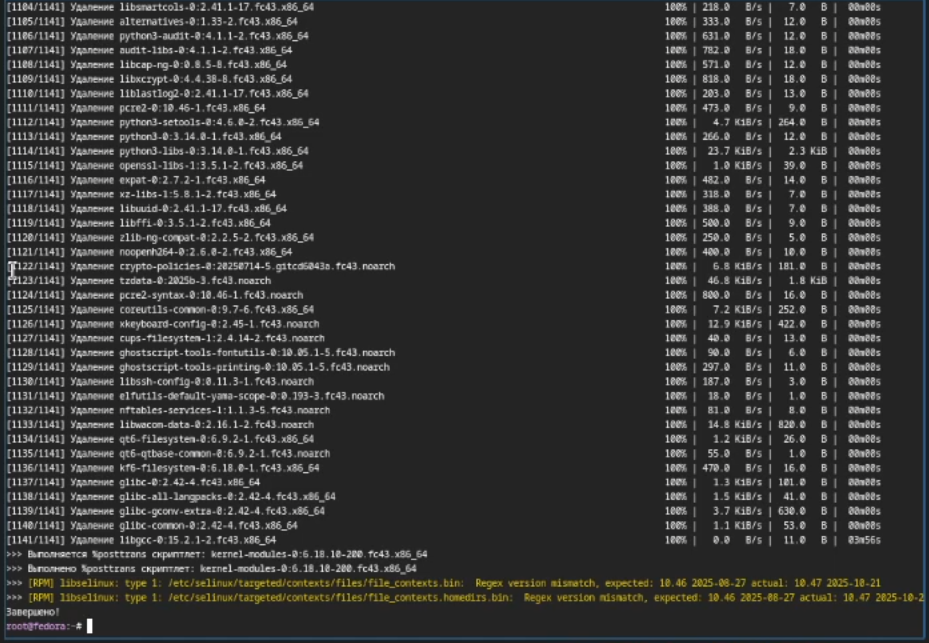 [1104/1141] Удаление libsmartcols-0:2.41.1-17.fc43.x86_64 100% | 218.0 B/s | 7.0 B | 00m00s
[1105/1141] Удаление alternatives-0:1.33-2.fc43.x86_64 100% | 333.0 B/s | 12.0 B | 00m00s
[1106/1141] Удаление python3-audit-0:4.1.1-2.fc43.x86_64 100% | 631.0 B/s | 12.0 B | 00m00s
[1107/1141] Удаление audit-libs-0:4.1.1-2.fc43.x86_64 100% | 782.0 B/s | 18.0 B | 00m00s
[1108/1141] Удаление libcap-ng-0:0.8.5-8.fc43.x86_64 100% | 571.0 B/s | 12.0 B | 00m00s
[1109/1141] Удаление libxcrypt-0:4.4.38-8.fc43.x86_64 100% | 818.0 B/s | 18.0 B | 00m00s
[1110/1141] Удаление liblastlog2-0:2.41.1-17.fc43.x86_64 100% | 203.0 B/s | 13.0 B | 00m00s
[1111/1141] Удаление pcre2-0:10.46-1.fc43.x86_64 100% | 473.0 B/s | 9.0 B | 00m00s
[1112/1141] Удаление python3-setools-0:4.6.0-2.fc43.x86_64 100% | 4.7 KiB/s | 264.0 B | 00m00s
[1113/1141] Удаление python3-0:3.14.0-1.fc43.x86_64 100% | 266.0 B/s | 12.0 B | 00m00s
[1114/1141] Удаление python3-libs-0:3.14.0-1.fc43.x86_64 100% | 23.7 KiB/s | 2.3 KiB | 00m00s
[1115/1141] Удаление openssl-libs-1:3.5.1-2.fc43.x86_64 100% | 1.0 KiB/s | 39.0 B | 00m00s
[1116/1141] Удаление expat-0:2.7.2-1.fc43.x86_64 100% | 482.0 B/s | 14.0 B | 00m00s
[1117/1141] Удаление xz-libs-1:5.8.1-2.fc43.x86_64 100% | 318.0 B/s | 7.0 B | 00m00s
[1118/1141] Удаление libuuid-0:2.41.1-17.fc43.x86_64 100% | 388.0 B/s | 7.0 B | 00m00s
[1119/1141] Удаление libffi-0:3.5.1-2.fc43.x86_64 100% | 500.0 B/s | 9.0 B | 00m00s
[1120/1141] Удаление zlib-ng-compat-0:2.2.5-2.fc43.x86_64 100% | 250.0 B/s | 5.0 B | 00m00s
[1121/1141] Удаление noopenh264-0:2.6.0-2.fc43.x86_64 100% | 400.0 B/s | 10.0 B | 00m00s
[1122/1141] Удаление crypto-policies-0:20250714-5.gitcd6043a.fc43.noarch 100% | 6.8 KiB/s | 181.0 B | 00m00s
[1123/1141] Удаление tzdata-0:2025b-3.fc43.noarch 100% | 46.8 KiB/s | 1.8 KiB | 00m00s
[1124/1141] Удаление pcre2-syntax-0:10.46-1.fc43.noarch 100% | 800.0 B/s | 16.0 B | 00m00s
[1125/1141] Удаление coreutils-common-0:9.7-6.fc43.x86_64 100% | 7.2 KiB/s | 252.0 B | 00m00s
[1126/1141] Удаление xkeyboard-config-0:2.45-1.fc43.noarch 100% | 12.9 KiB/s | 422.0 B | 00m00s
[1127/1141] Удаление cups-filesystem-1:2.4.14-2.fc43.noarch 100% | 40.0 B/s | 13.0 B | 00m00s
[1128/1141] Удаление ghostscript-tools-fontutils-0:10.05.1-5.fc43.noarch 100% | 90.0 B/s | 6.0 B | 00m00s
[1129/1141] Удаление ghostscript-tools-printing-0:10.05.1-5.fc43.noarch 100% | 297.0 B/s | 11.0 B | 00m00s
[1130/1141] Удаление libssh-config-0:0.11.3-1.fc43.noarch 100% | 187.0 B/s | 3.0 B | 00m00s
[1131/1141] Удаление elfutils-default-yama-scope-0:0.193-3.fc43.noarch 100% | 18.0 B/s | 1.0 B | 00m00s
[1132/1141] Удаление nftables-services-1:1.1.3-5.fc43.noarch 100% | 81.0 B/s | 8.0 B | 00m00s
[1133/1141] Удаление libwacom-data-0:2.16.1-2.fc43.noarch 100% | 14.8 KiB/s | 820.0 B | 00m00s
[1134/1141] Удаление qt6-filesystem-0:6.9.2-1.fc43.x86_64 100% | 1.2 KiB/s | 26.0 B | 00m00s
[1135/1141] Удаление qt6-qtbase-common-0:6.9.2-1.fc43.noarch 100% | 55.0 B/s | 1.0 B | 00m00s
[1136/1141] Удаление kf6-filesystem-0:6.18.0-1.fc43.x86_64 100% | 470.0 B/s | 16.0 B | 00m00s
[1137/1141] Удаление glibc-0:2.42-4.fc43.x86_64 100% | 1.3 KiB/s | 101.0 B | 00m00s
[1138/1141] Удаление glibc-all-langpacks-0:2.42-4.fc43.x86_64 100% | 1.5 KiB/s | 41.0 B | 00m00s
[1139/1141] Удаление glibc-gconv-extra-0:2.42-4.fc43.x86_64 100% | 3.7 KiB/s | 630.0 B | 00m00s
[1140/1141] Удаление glibc-common-0:2.42-4.fc43.x86_64 100% | 1.1 KiB/s | 53.0 B | 00m00s
[1141/1141] Удаление libgcc-0:15.2.1-2.fc43.x86_64 100% | 0.0 B/s | 11.0 B | 03m56s
>>> Выполняется %posttrans скриптлет: kernel-modules-0:6.18.10-200.fc43.x86_64
>>> Выполнено %posttrans скриптлет: kernel-modules-0:6.18.10-200.fc43.x86_64
>>> [RPM] libselinux: type 1: /etc/selinux/targeted/contexts/files/file_contexts.bin: Regex version mismatch, expected: 10.46 2025-08-27 actual: 10.47 2025-10-21
>>> [RPM] libselinux: type 1: /etc/selinux/targeted/contexts/files/file_contexts.homedirs.bin: Regex version mismatch, expected: 10.46 2025-08-27 actual: 10.47 2025-10-2
Завершено!
root@fedora:~#